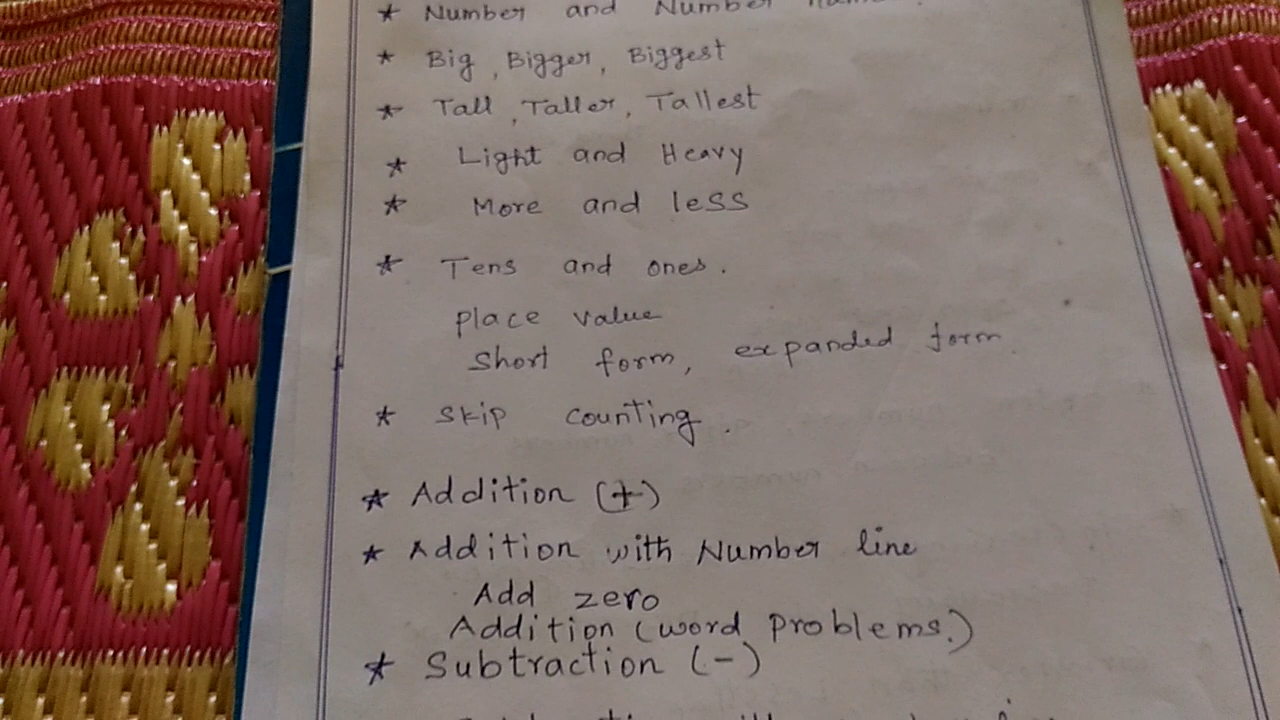 * Number and Number
* Big, Bigger, Biggest
* Tall, Taller, Tallest
* Light and Heavy
* More and less
* Tens and ones.
place value
Short form, expanded form
* Skip counting.
* Addition (+)
* Addition with Number line
Add zero
Addition (word problems.)
* Subtraction (-)